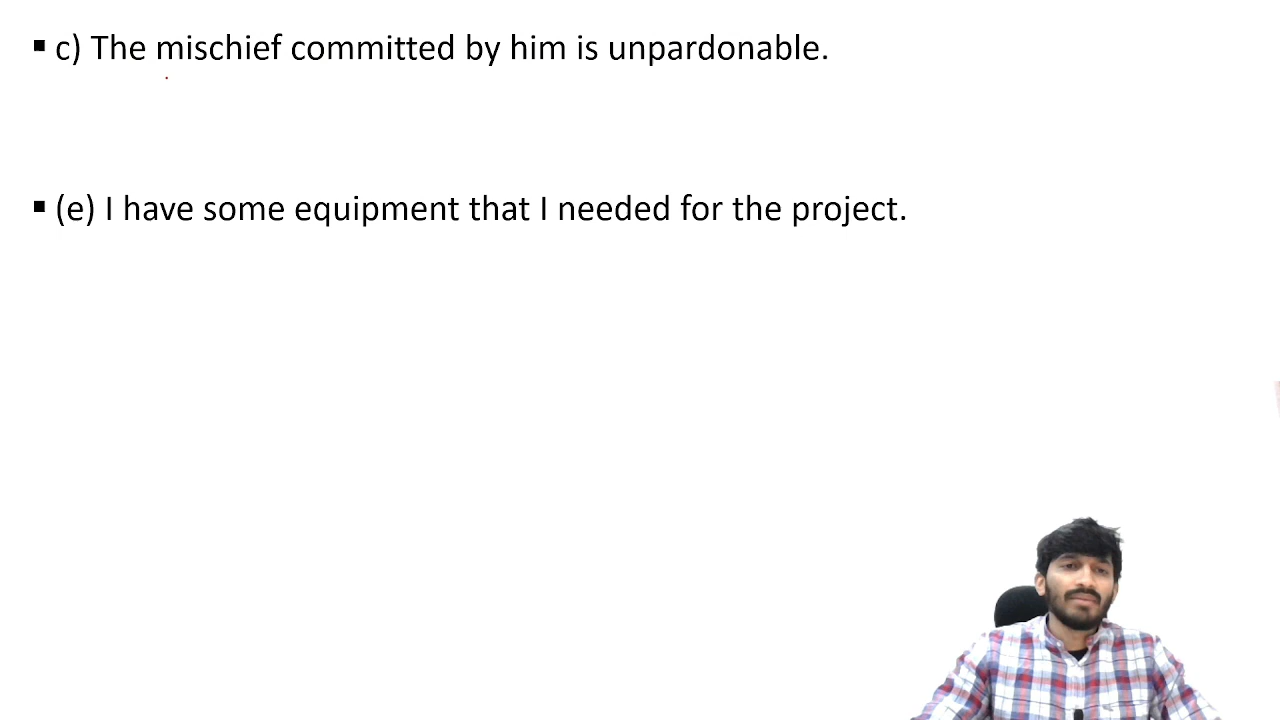 ▪ c) The mischief committed by him is unpardonable.
▪ (e) I have some equipment that I needed for the project.